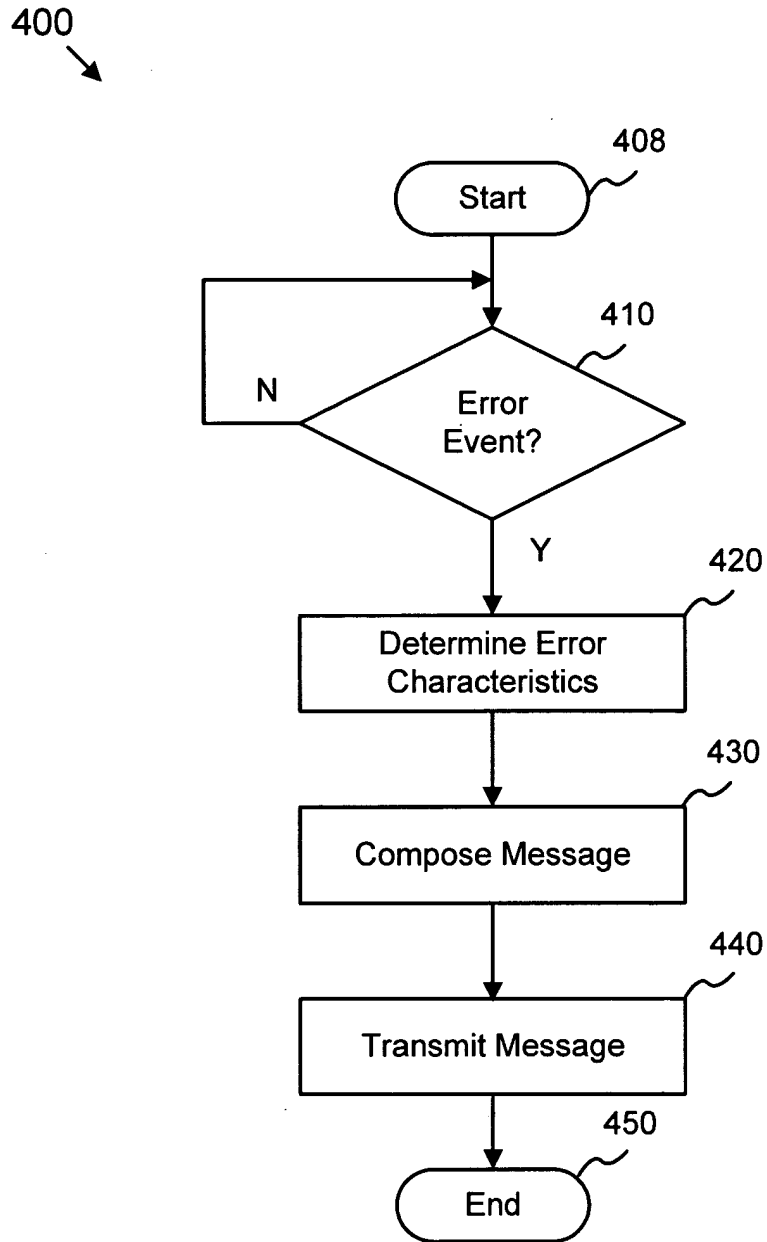 400
408
Start
410
N
Error
Event?
Y
420
Determine Error
Characteristics
430
Compose Message
440
Transmit Message
450
End